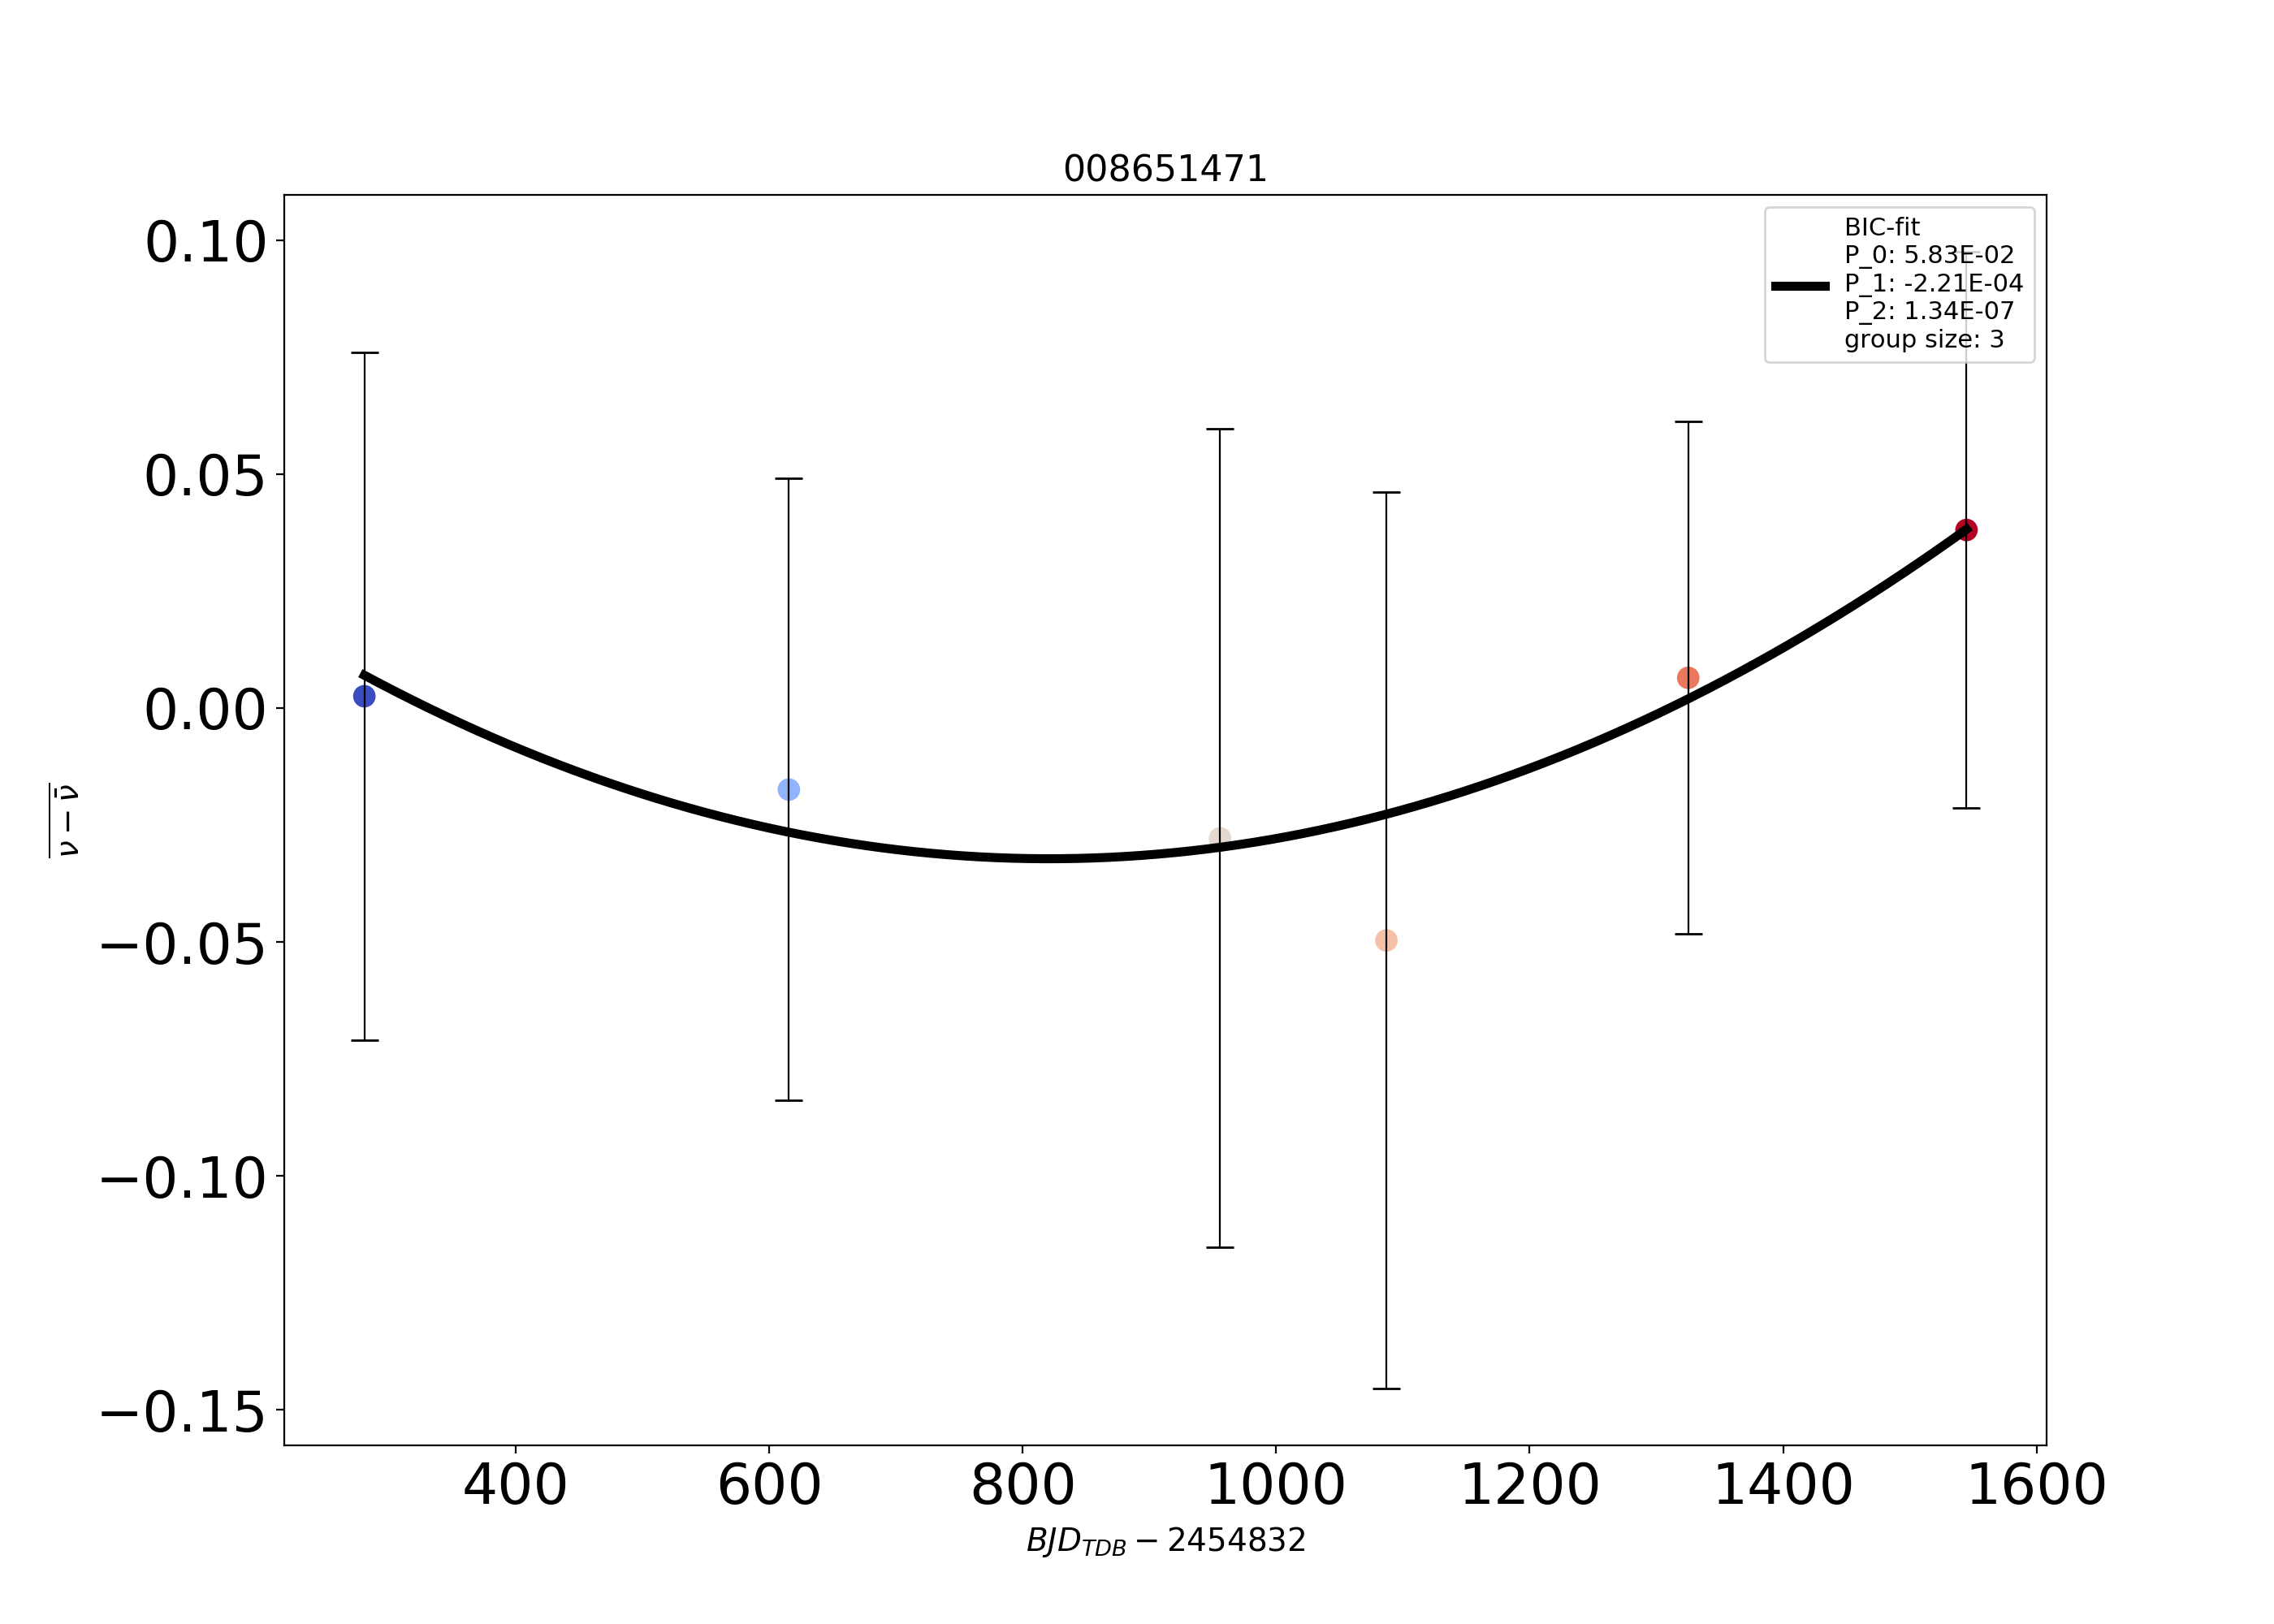 008651471
BIC-fit
P_0: 5.83E-02
P_1: -2.21E-04
P_2: 1.34E-07
group size: 3
0.10
0.05
0.00
−0.05
−0.10
−0.15
ν − ν̄
400 600 800 1000 1200 1400 1600
BJD_TDB − 2454832